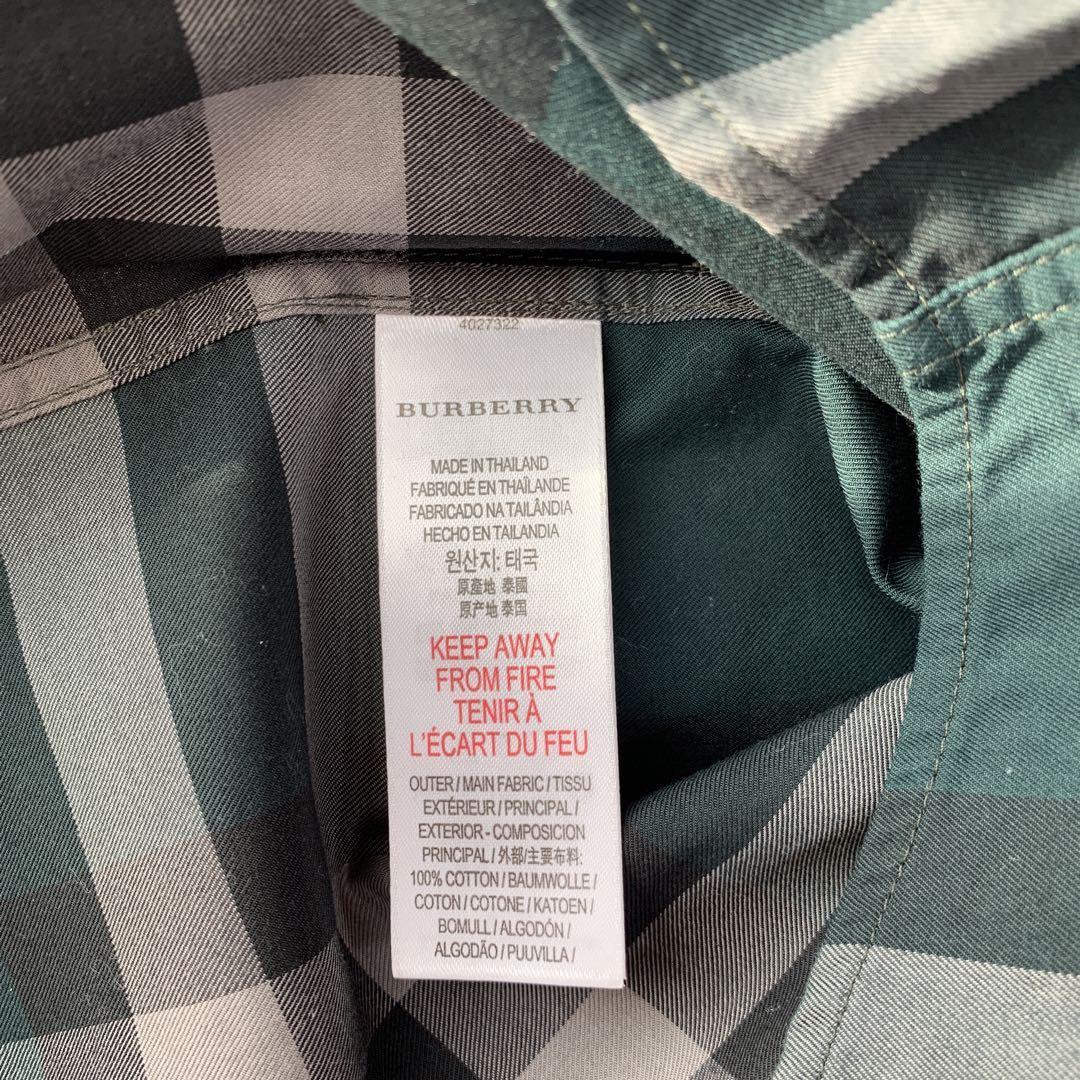 4027322
BURBERRY
MADE IN THAILAND
FABRIQUÉ EN THAÏLANDE
FABRICADO NA TAILÂNDIA
HECHO EN TAILANDIA
원산지: 태국
原產地 泰國
原产地 泰国
KEEP AWAY
FROM FIRE
TENIR À
L'ÉCART DU FEU
OUTER / MAIN FABRIC / TISSU
EXTÉRIEUR / PRINCIPAL /
EXTERIOR - COMPOSICION
PRINCIPAL / 外部/主要布料:
100% COTTON / BAUMWOLLE /
COTON / COTONE / KATOEN /
BOMULL / ALGODÓN /
ALGODÃO / PUUVILLA /